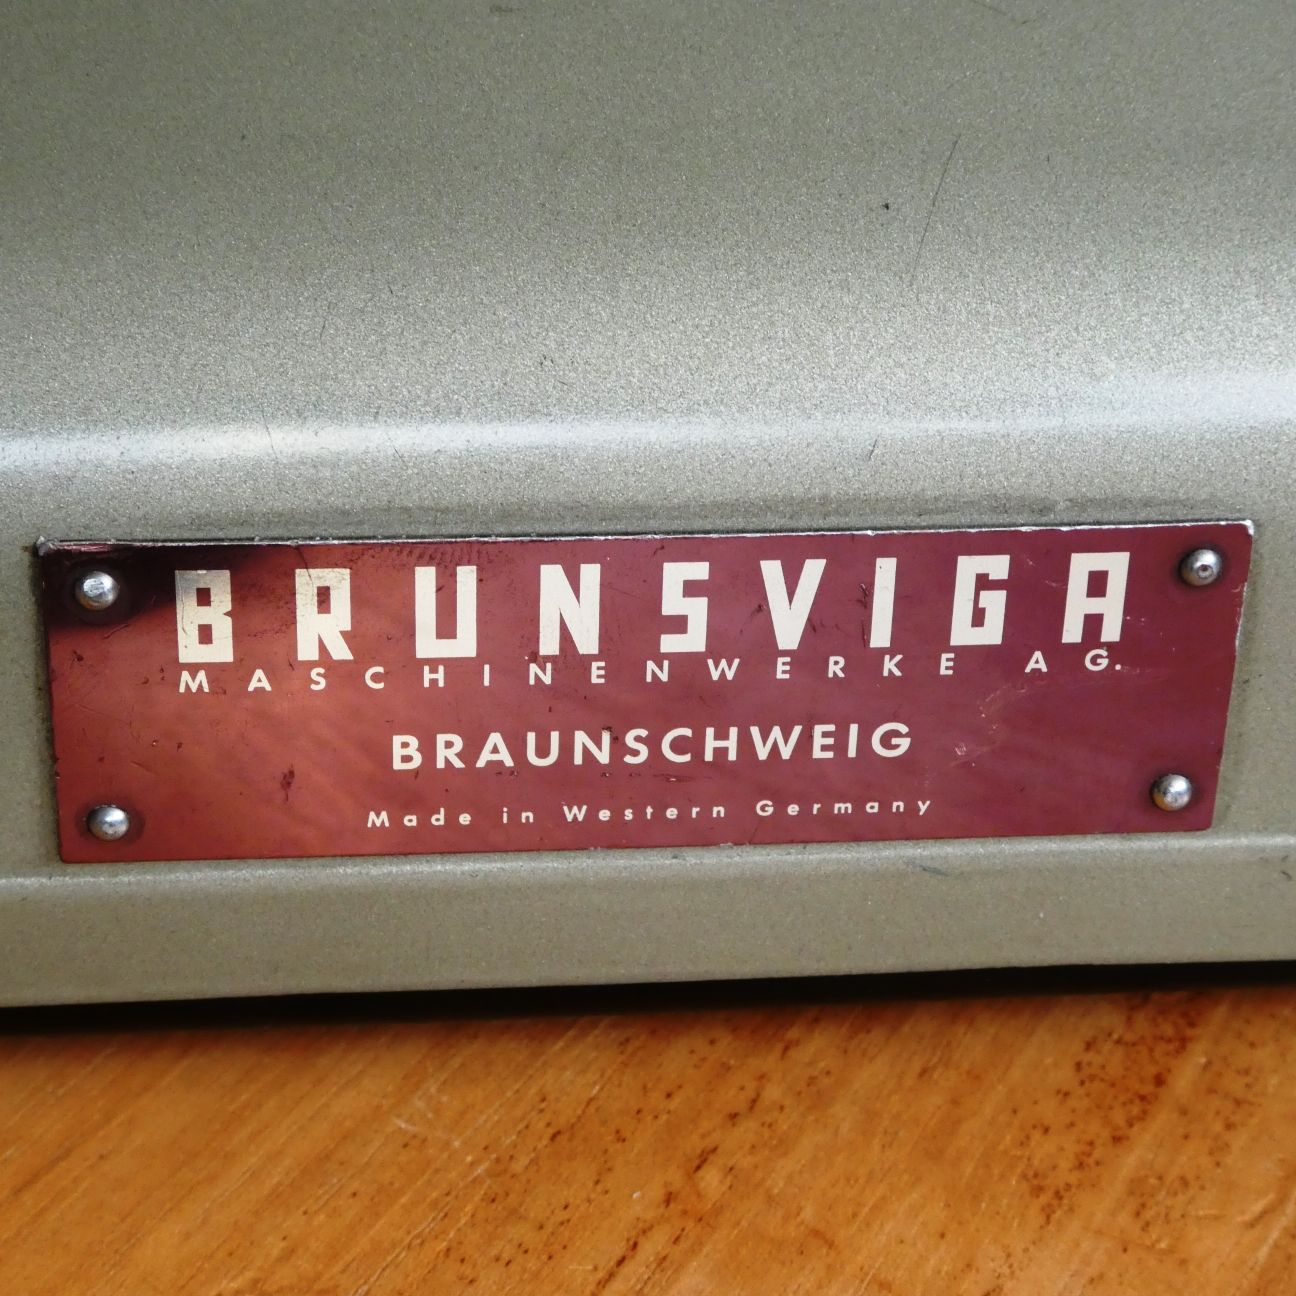 BRUNSVIGA
MASCHINENWERKE AG.
BRAUNSCHWEIG
Made in Western Germany